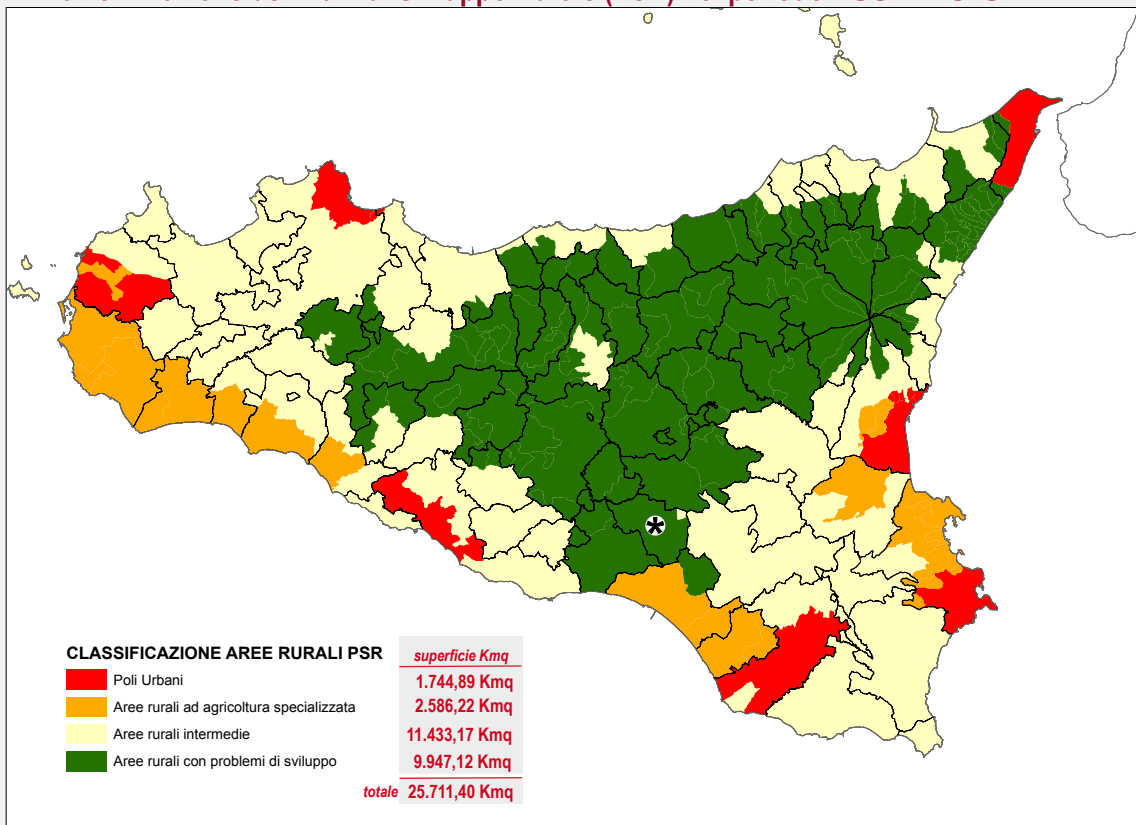 CLASSIFICAZIONE AREE RURALI PSR superficie Kmq
Poli Urbani 1.744,89 Kmq
Aree rurali ad agricoltura specializzata 2.586,22 Kmq
Aree rurali intermedie 11.433,17 Kmq
Aree rurali con problemi di sviluppo 9.947,12 Kmq
totale 25.711,40 Kmq